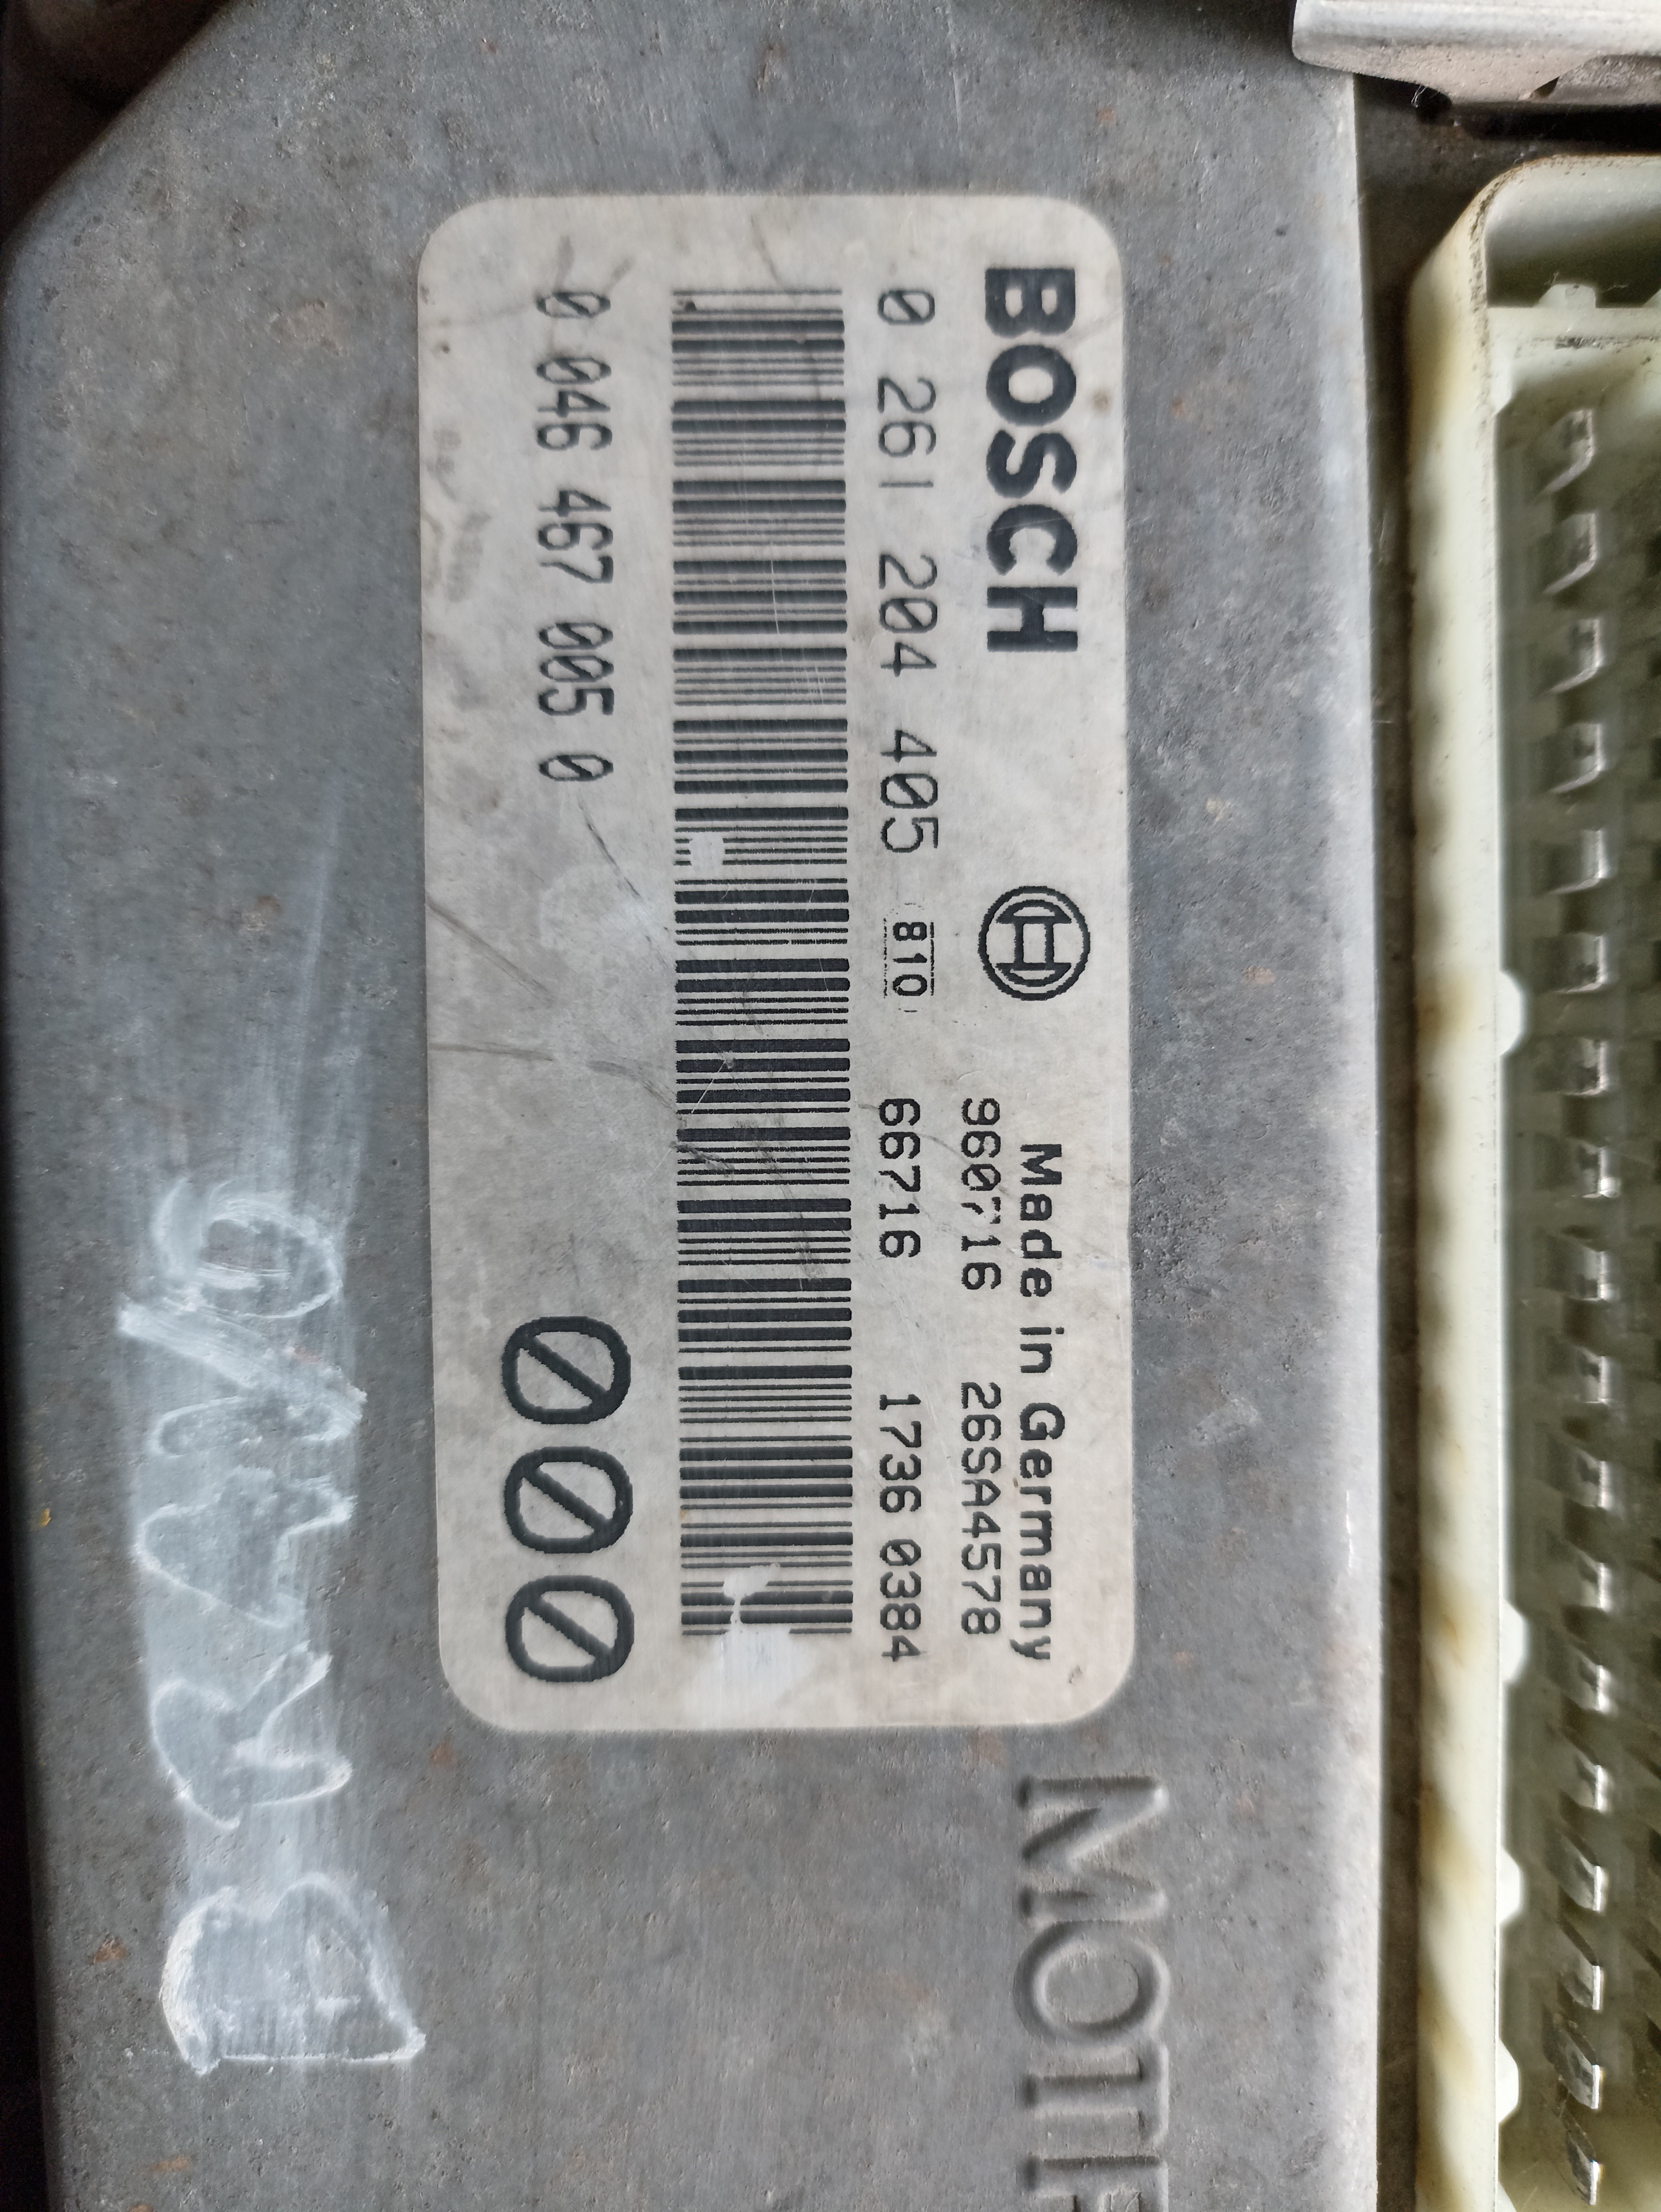 BOSCH
Made in Germany
960716 26SA4578
0 261 204 405 810 66716 1736 0384
0 046 467 005 0
000
BRAVO